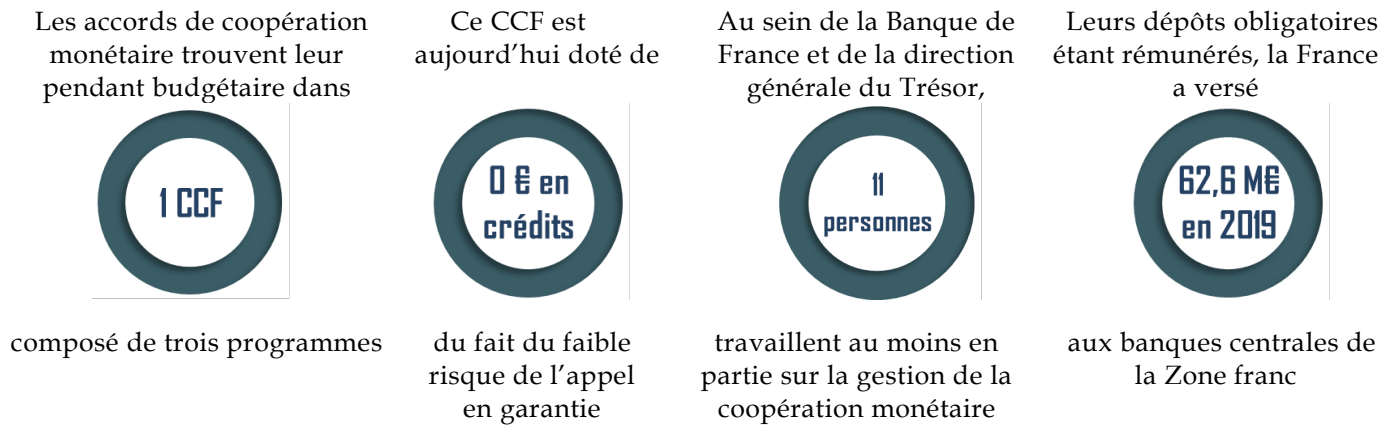 Les accords de coopération
monétaire trouvent leur
pendant budgétaire dans
1 CCF
composé de trois programmes
Ce CCF est
aujourd’hui doté de
0 € en
crédits
du fait du faible
risque de l’appel
en garantie
Au sein de la Banque de
France et de la direction
générale du Trésor,
11
personnes
travaillent au moins en
partie sur la gestion de la
coopération monétaire
Leurs dépôts obligatoires
étant rémunérés, la France
a versé
62,6 M€
en 2019
aux banques centrales de
la Zone franc